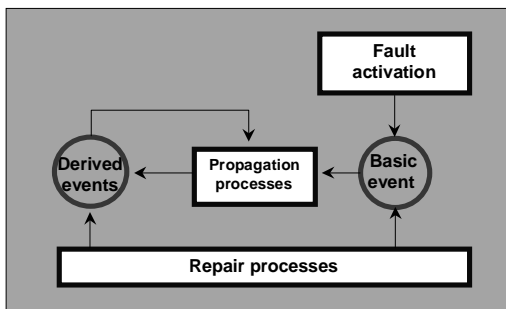 Fault
activation
Derived
events
Propagation
processes
Basic
event
Repair processes